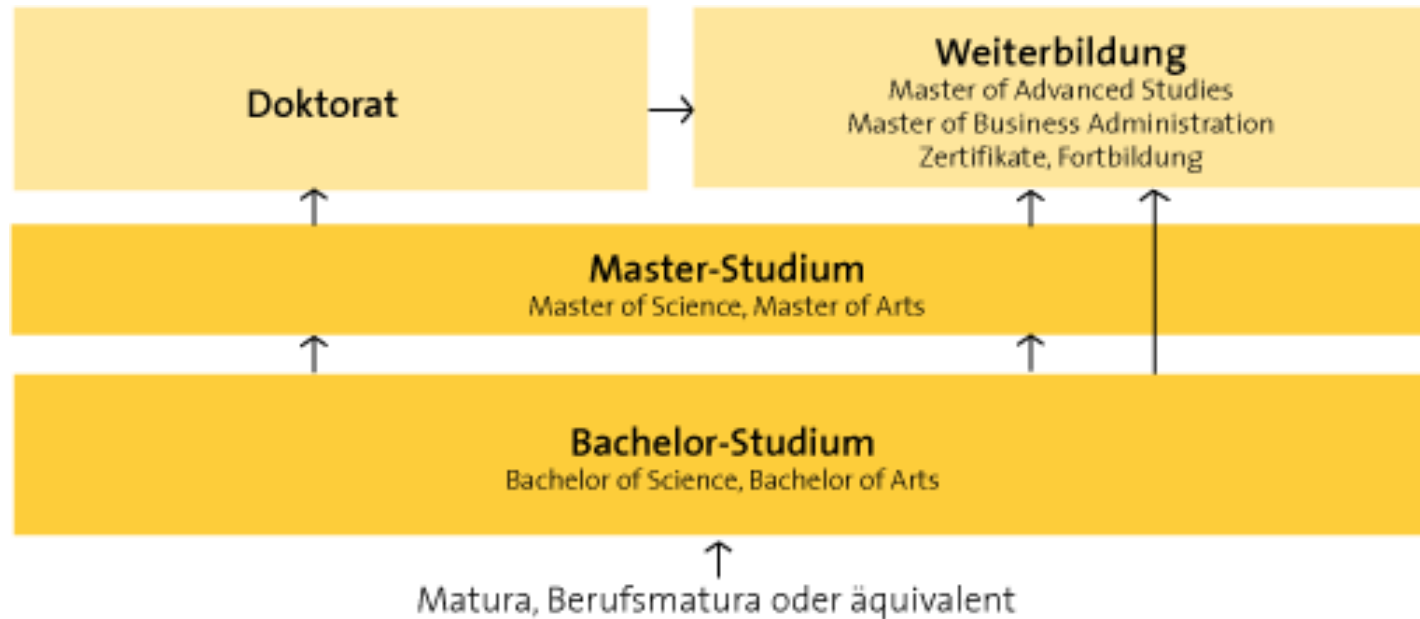 Doktorat
Weiterbildung
Master of Advanced Studies
Master of Business Administration
Zertifikate, Fortbildung
Master-Studium
Master of Science, Master of Arts
Bachelor-Studium
Bachelor of Science, Bachelor of Arts
Matura, Berufsmatura oder äquivalent